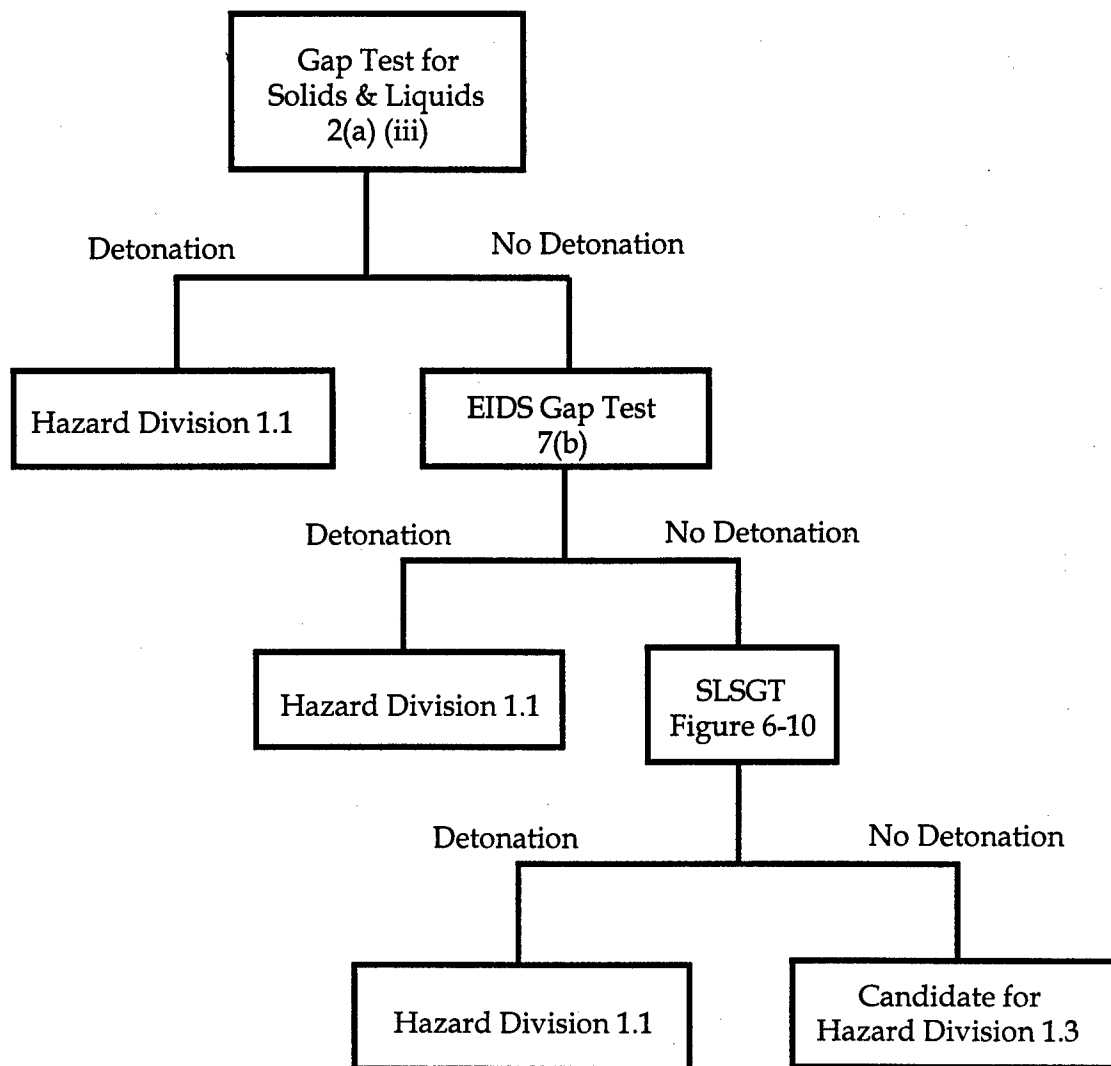 Gap Test for
Solids & Liquids
2(a) (iii)
Detonation
No Detonation
Hazard Division 1.1
EIDS Gap Test
7(b)
Detonation
No Detonation
Hazard Division 1.1
SLSGT
Figure 6-10
Detonation
No Detonation
Hazard Division 1.1
Candidate for
Hazard Division 1.3